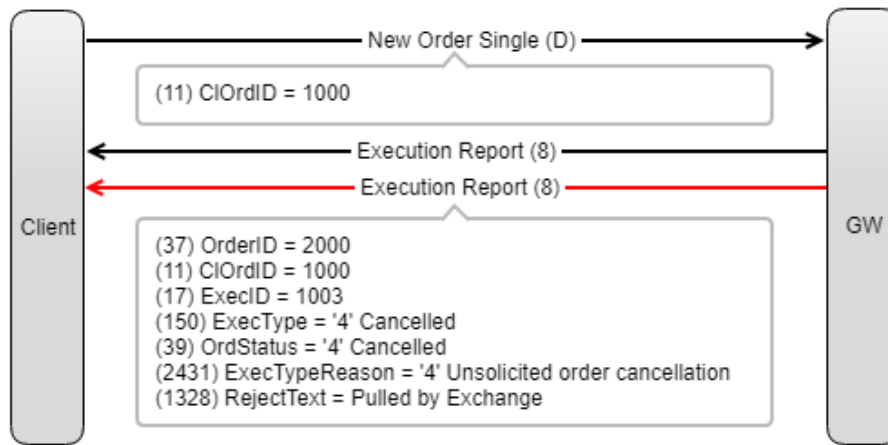 New Order Single (D)
(11) ClOrdID = 1000
Execution Report (8)
Execution Report (8)
Client
GW
(37) OrderID = 2000
(11) ClOrdID = 1000
(17) ExecID = 1003
(150) ExecType = '4' Cancelled
(39) OrdStatus = '4' Cancelled
(2431) ExecTypeReason = '4' Unsolicited order cancellation
(1328) RejectText = Pulled by Exchange